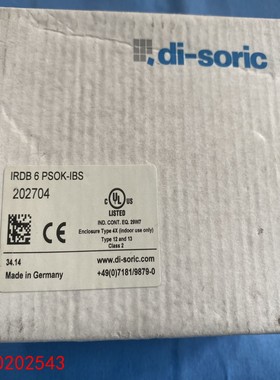 di-soric
IRDB 6 PSOK-IBS
202704
UL
LISTED
IND. CONT. EQ. 28W7
Enclosure Type 4X (indoor use only)
Type 12 and 13
Class 2
34.14
Made in Germany
www.di-soric.com
+49(0)7181/9879-0
0202543